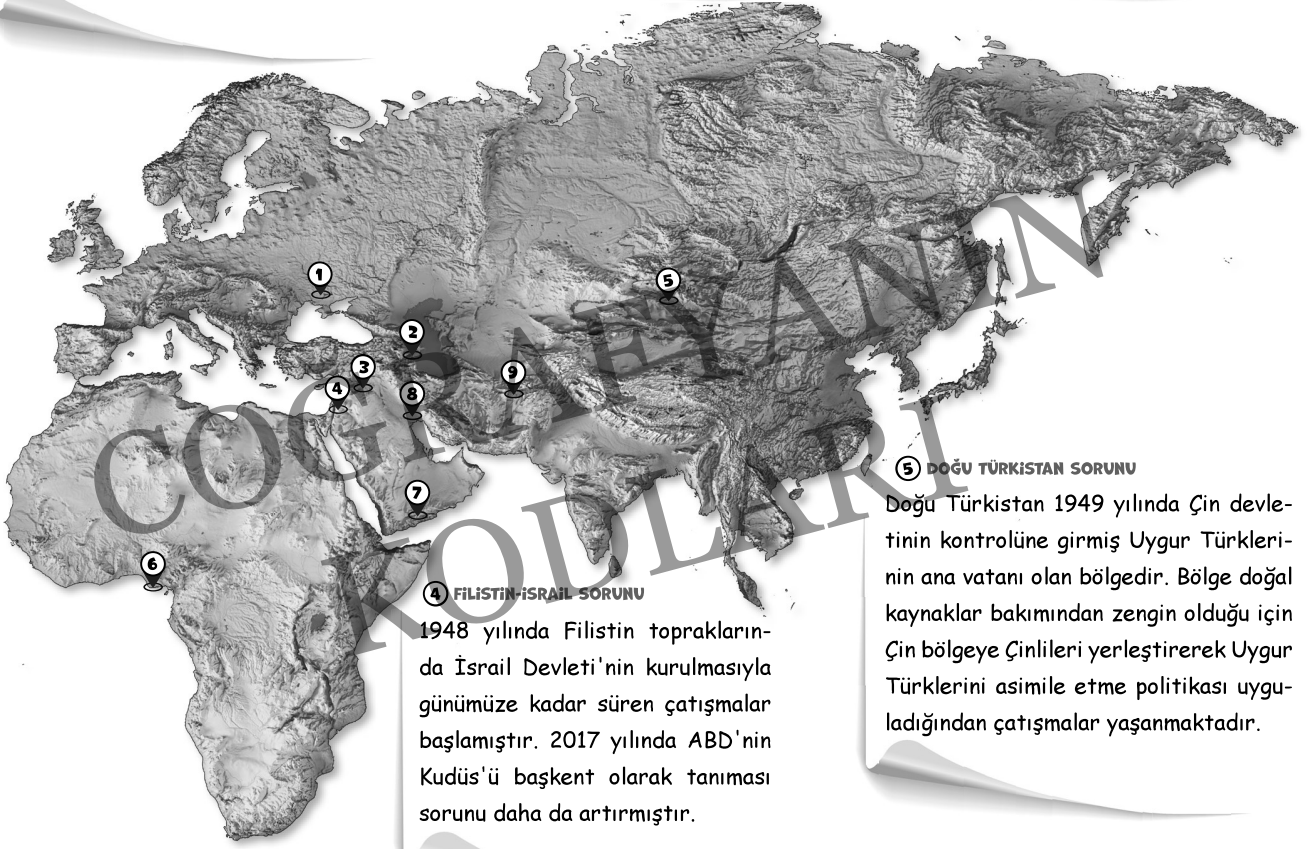 1
2
3
4
5
6
7
8
9
COĞRAFYANIN
KODLARI
4 FİLİSTİN-İSRAİL SORUNU
1948 yılında Filistin toprakların-
da İsrail Devleti'nin kurulmasıyla
günümüze kadar süren çatışmalar
başlamıştır. 2017 yılında ABD'nin
Kudüs'ü başkent olarak tanıması
sorunu daha da artırmıştır.
5 DOĞU TÜRKİSTAN SORUNU
Doğu Türkistan 1949 yılında Çin devle-
tinin kontrolüne girmiş Uygur Türkleri-
nin ana vatanı olan bölgedir. Bölge doğal
kaynaklar bakımından zengin olduğu için
Çin bölgeye Çinlileri yerleştirerek Uygur
Türklerini asimile etme politikası uygu-
ladığından çatışmalar yaşanmaktadır.